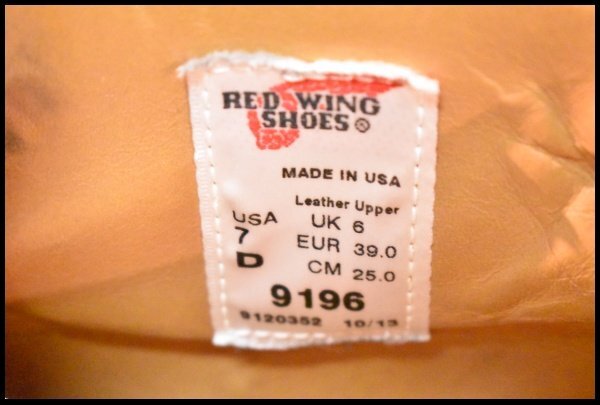 RED WING
SHOES®
MADE IN USA
Leather Upper
USA
7
D
UK 6
EUR 39.0
CM 25.0
9196
9120352 10/13